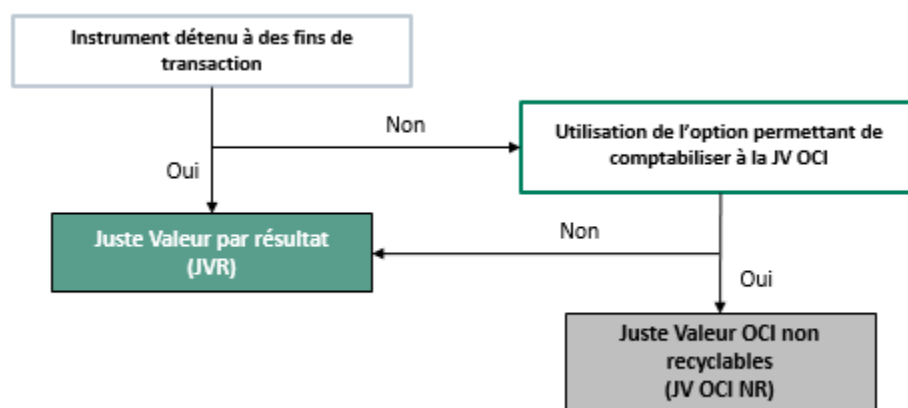 Instrument détenu à des fins de
transaction
Non
Utilisation de l'option permettant de
comptabiliser à la JV OCI
Oui
Juste Valeur par résultat
(JVR)
Non
Oui
Juste Valeur OCI non
recyclables
(JV OCI NR)